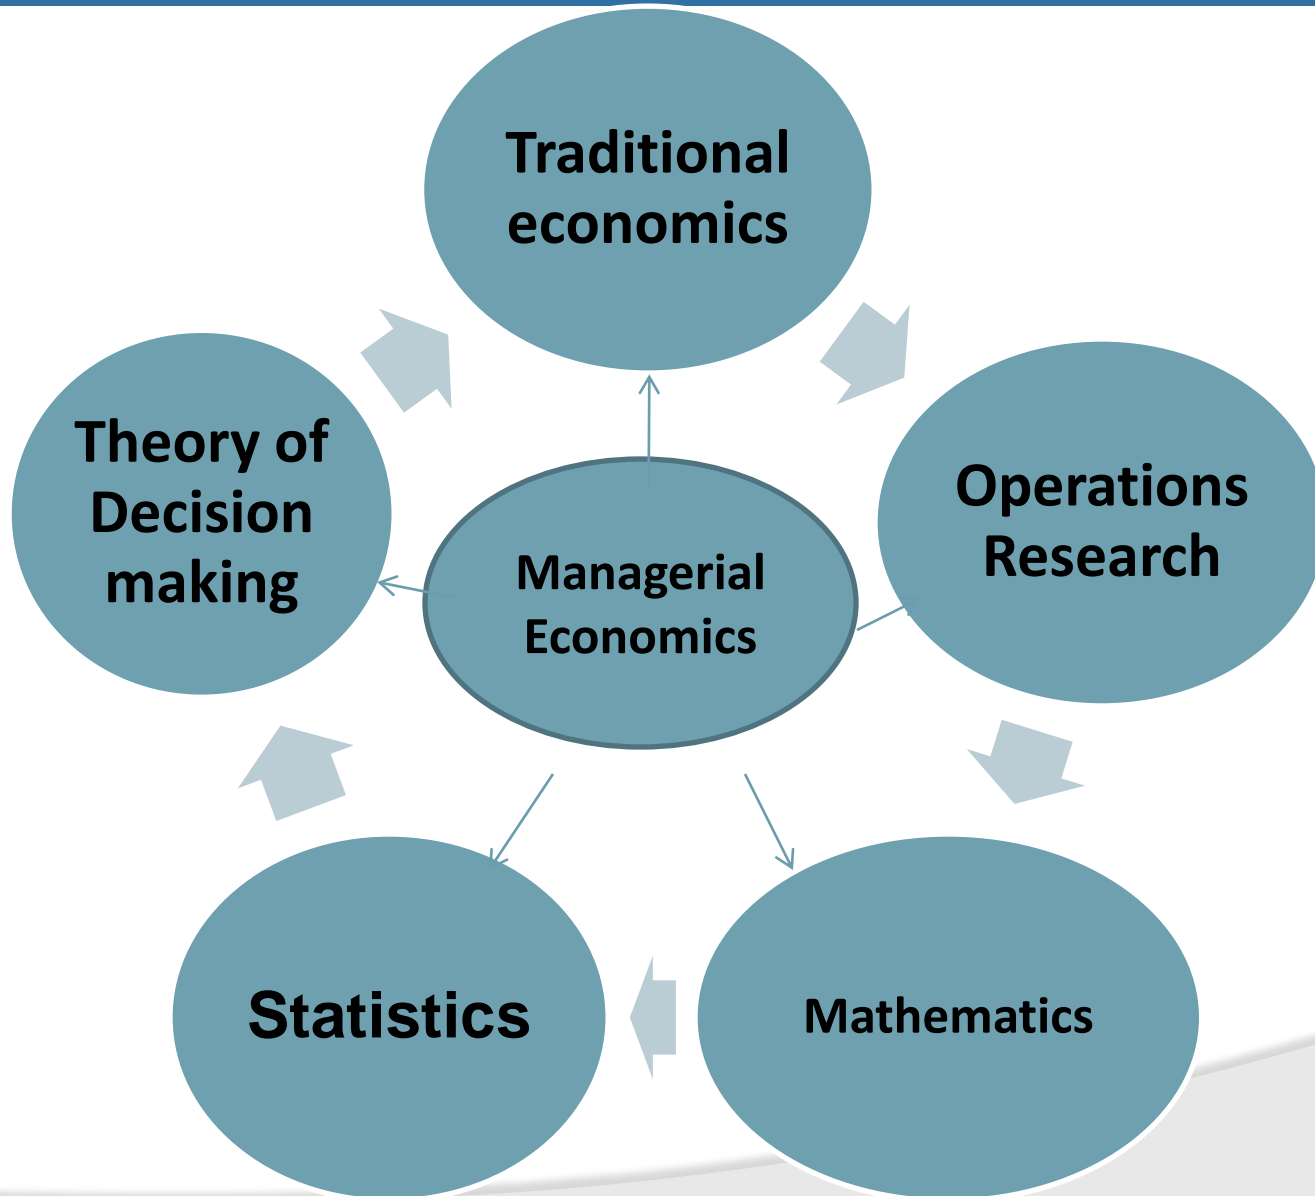 Traditional
economics
Theory of
Decision
making
Operations
Research
Managerial
Economics
Statistics
Mathematics